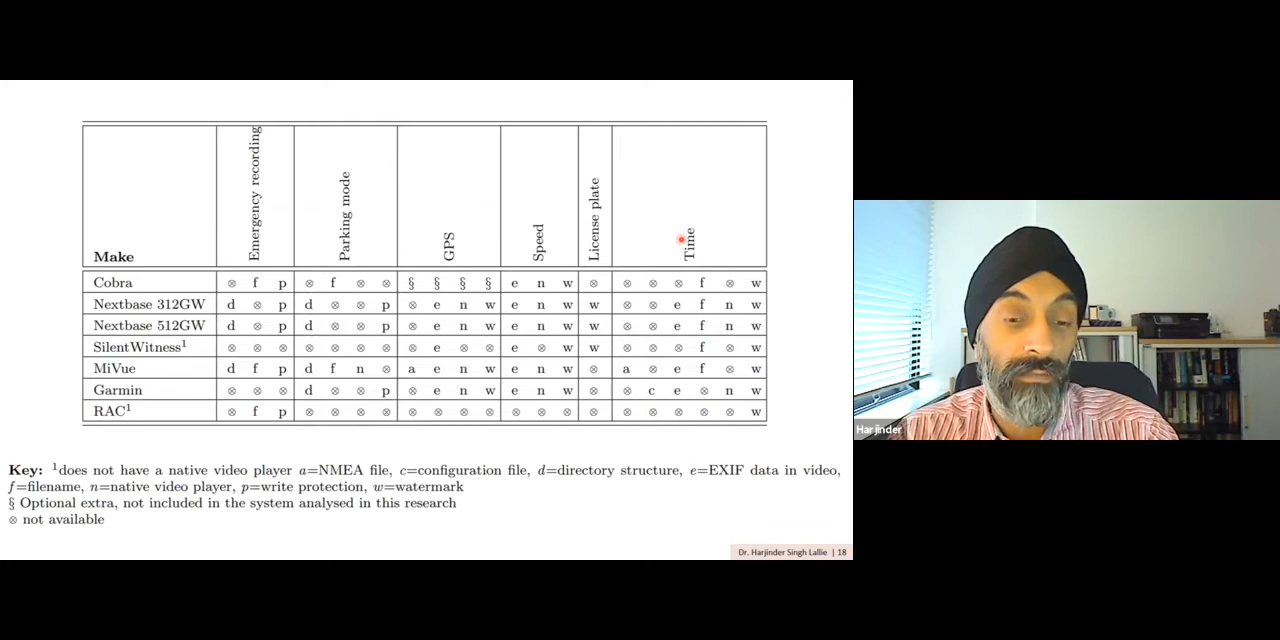 Make Emergency recording Parking mode GPS Speed License plate Time
Cobra ⊗ f p ⊗ f ⊗ ⊗ § § § § e n w ⊗ ⊗ ⊗ ⊗ f ⊗ w
Nextbase 312GW d ⊗ p d ⊗ ⊗ p ⊗ e n w e n w w ⊗ ⊗ e f n w
Nextbase 512GW d ⊗ p d ⊗ ⊗ p ⊗ e n w e n w w ⊗ ⊗ e f n w
SilentWitness¹ ⊗ ⊗ ⊗ ⊗ ⊗ ⊗ ⊗ ⊗ e ⊗ ⊗ e ⊗ w w ⊗ ⊗ ⊗ f ⊗ w
MiVue d f p d f n ⊗ a e n w e n w ⊗ a ⊗ e f ⊗ w
Garmin ⊗ ⊗ ⊗ d ⊗ ⊗ p ⊗ e n w e n w ⊗ ⊗ c e ⊗ n w
RAC¹ ⊗ f p ⊗ ⊗ ⊗ ⊗ ⊗ ⊗ ⊗ ⊗ ⊗ ⊗ ⊗ ⊗ ⊗ ⊗ ⊗ ⊗ ⊗ w
Key: ¹does not have a native video player a=NMEA file, c=configuration file, d=directory structure, e=EXIF data in video,
f=filename, n=native video player, p=write protection, w=watermark
§ Optional extra, not included in the system analysed in this research
⊗ not available
Dr. Harjinder Singh Lallie | 18
Harjinder